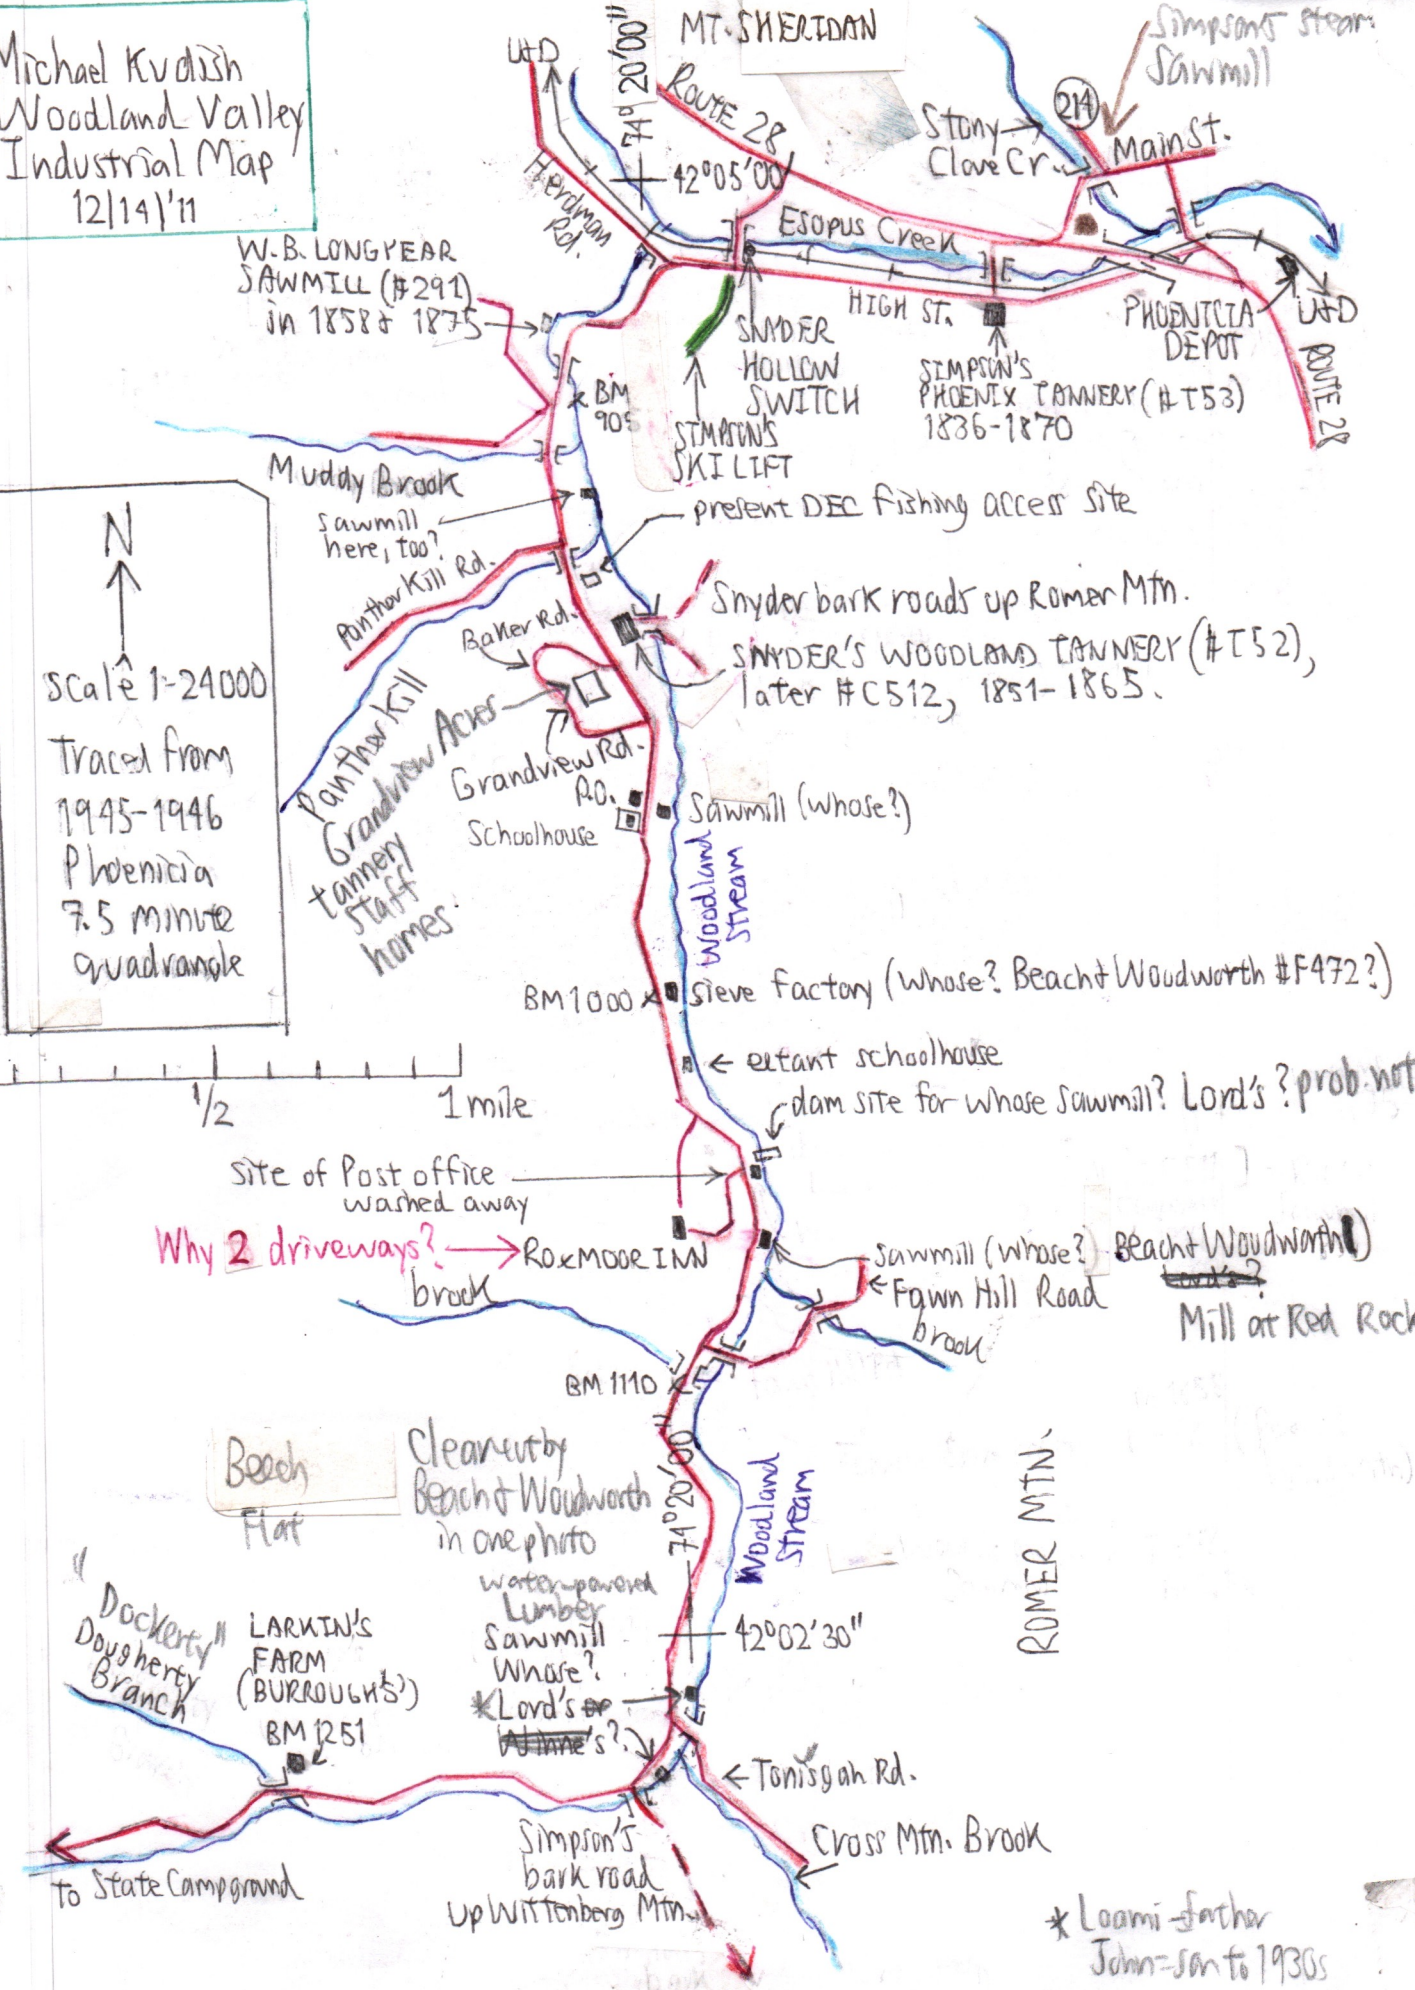 Michael Kudish
Woodland Valley
Industrial Map
12/14/'11
U+D
74° 20'00"
MT. SHERIDAN
ROUTE 28
42°05'00"
Herdman
Rd.
Simpson's Steam
Sawmill
214
Main St.
Stony
Clove Cr.
Esopus Creek
HIGH ST.
PHOENICIA
DEPOT
U+D
ROUTE 28
W.B. LONGYEAR
SAWMILL (#291)
in 1858 & 1875
BM
905
SNYDER
HOLLOW
SWITCH
SIMPSON'S
SKI LIFT
SIMPSON'S
PHOENIX TANNERY (#T53)
1836-1870
Muddy Brook
sawmill
here, too?
present DEC fishing access site
Panther Kill Rd.
Snyder bark roads up Romer Mtn.
SNYDER'S WOODLAND TANNERY (#T52),
later #C512, 1851-1865.
Baker Rd.
Panther Kill
Grandview Acres
tannery
staff
homes
Grandview Rd.
P.O.
Schoolhouse
Sawmill (whose?)
Woodland
Stream
N
scale 1-24000
Traced from
1945-1946
Phoenicia
7.5 minute
quadrangle
1/2
1 mile
BM 1000
sieve factory (whose? Beach + Woodworth #F472?)
extant schoolhouse
dam site for whose sawmill? Lord's? prob. not
site of Post office
washed away
Why 2 driveways?
ROXMOOR INN
sawmill (whose?) Beach + Woodworth)
Lord's?
Fawn Hill Road
Mill at Red Rock
brook
brook
BM 1110
Beech
Flat
Clearcut by
Beach + Woodworth
in one photo
74°20'00"
Woodland
Stream
ROMER MTN.
water-powered
Lumber
Sawmill
Whose?
*Lord's or
Winne's?
42°02'30"
"Dockerty"
Dougherty
Branch
LARKIN'S
FARM
(BURROUGHS')
BM 1251
Tonisgah Rd.
Cross Mtn. Brook
Simpson's
bark road
up Wittenberg Mtn.
to State Campground
* Loami - father
John = son to 1930s